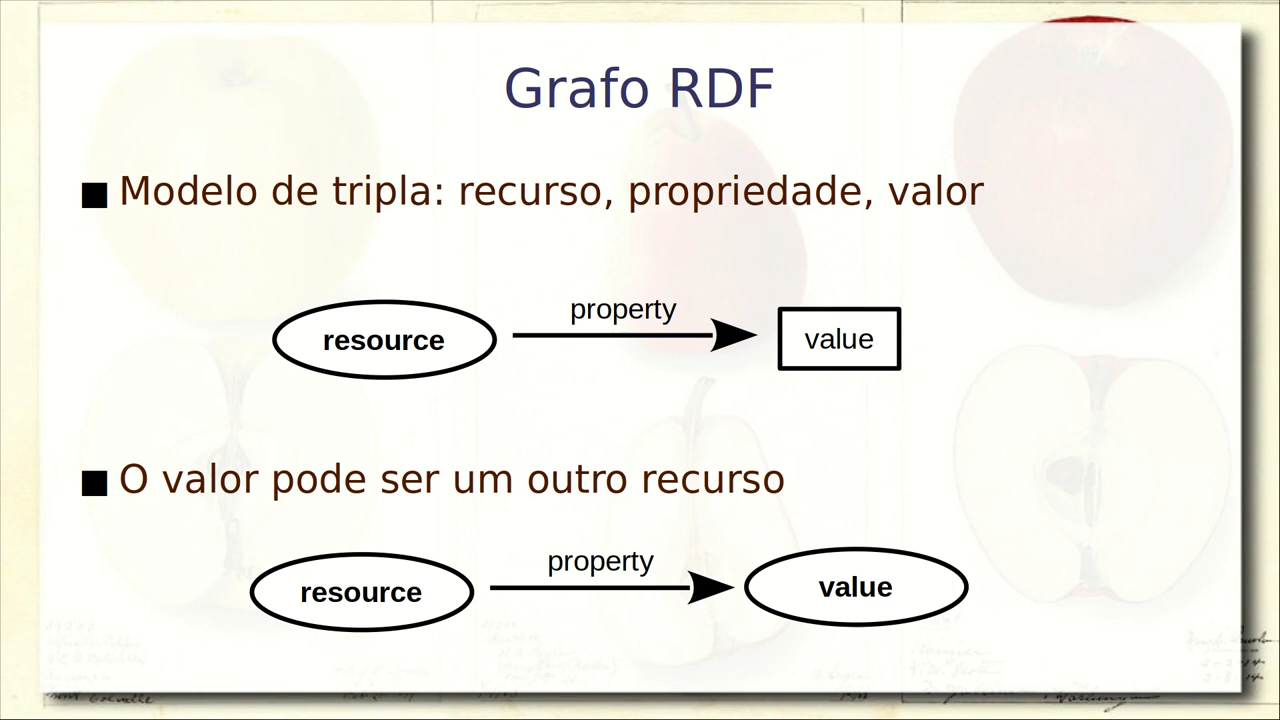 Grafo RDF
■ Modelo de tripla: recurso, propriedade, valor
property
resource
value
■ O valor pode ser um outro recurso
property
resource
value